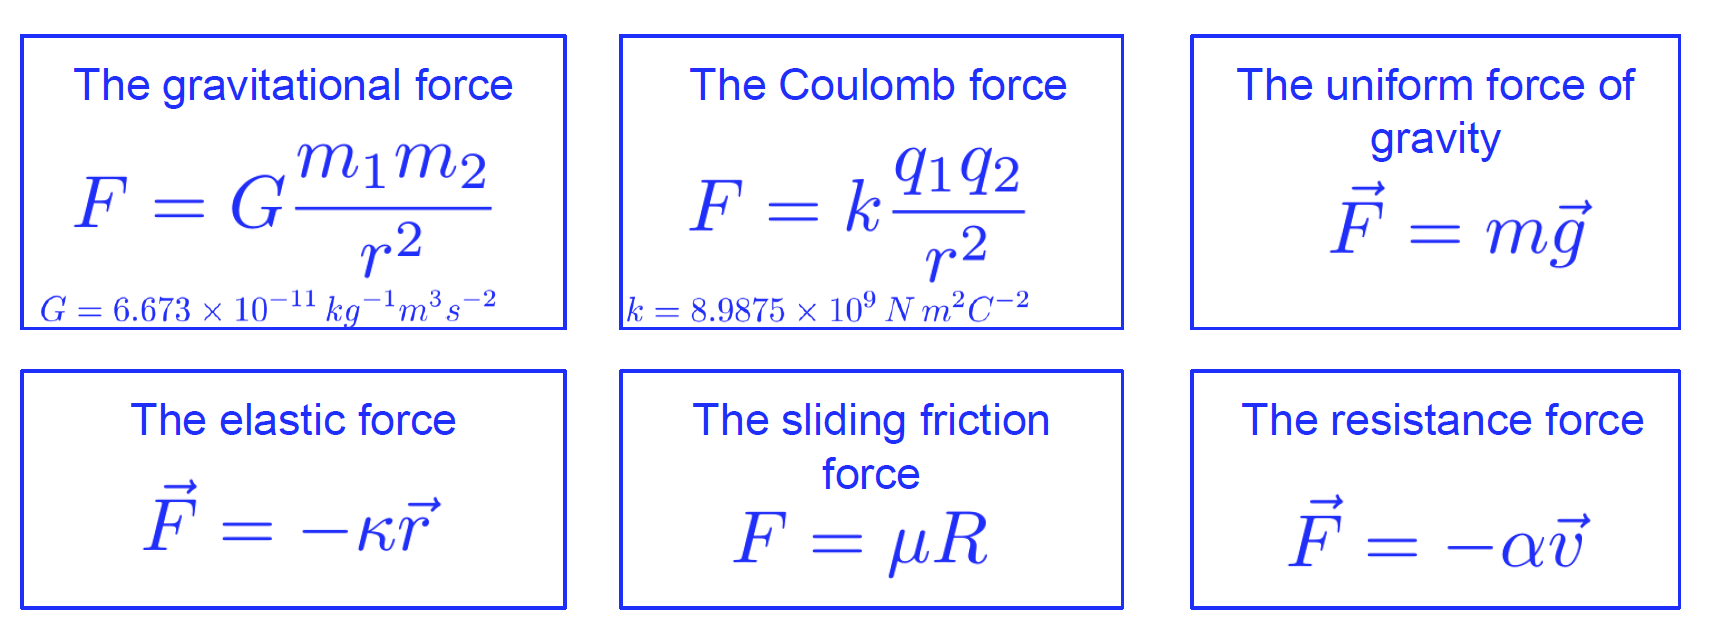 The gravitational force
$F = G\frac{m_1 m_2}{r^2}$
$G = 6.673 \times 10^{-11} \, kg^{-1} m^3 s^{-2}$
The Coulomb force
$F = k\frac{q_1 q_2}{r^2}$
$k = 8.9875 \times 10^9 \, N \, m^2 C^{-2}$
The uniform force of
gravity
$\vec{F} = m\vec{g}$
The elastic force
$\vec{F} = -\kappa\vec{r}$
The sliding friction
force
$F = \mu R$
The resistance force
$\vec{F} = -\alpha\vec{v}$